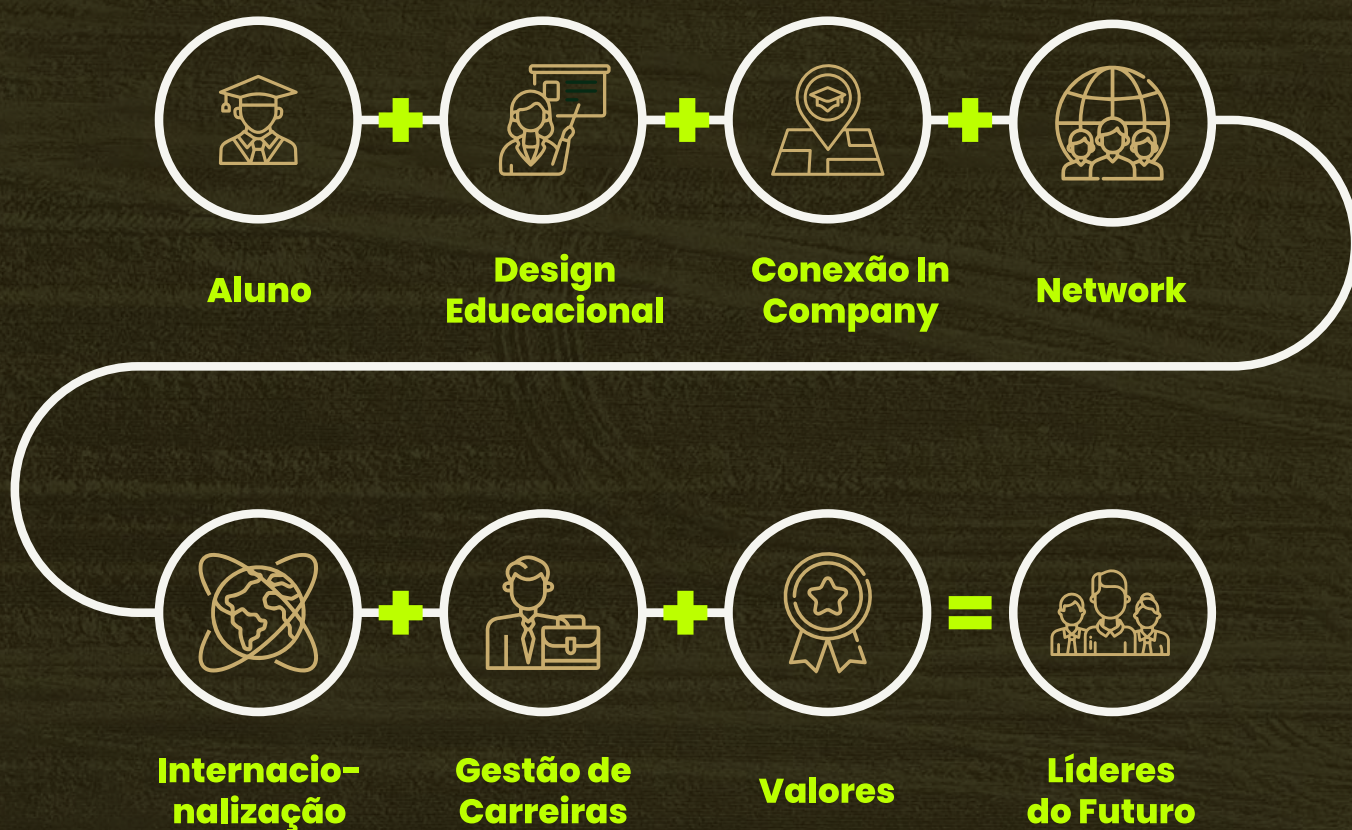 Aluno
Design
Educacional
Conexão In
Company
Network
Internacio-
nalização
Gestão de
Carreiras
Valores
Líderes
do Futuro